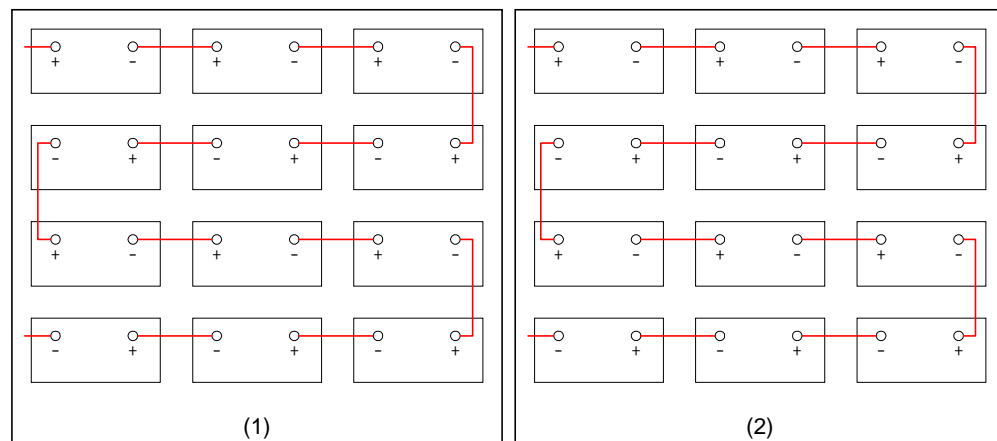 + − + − + − + − + − + −
− + − + − + − + − + − +
+ − + − + − + − + − + −
− + − + − + − + − + − +
(1) (2)